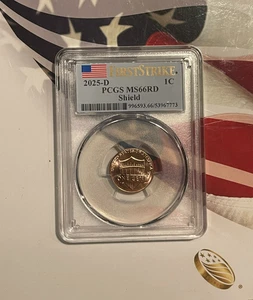 FIRSTSTRIKE
2025-D 1C
PCGS MS66RD
Shield
996593.66/53967773